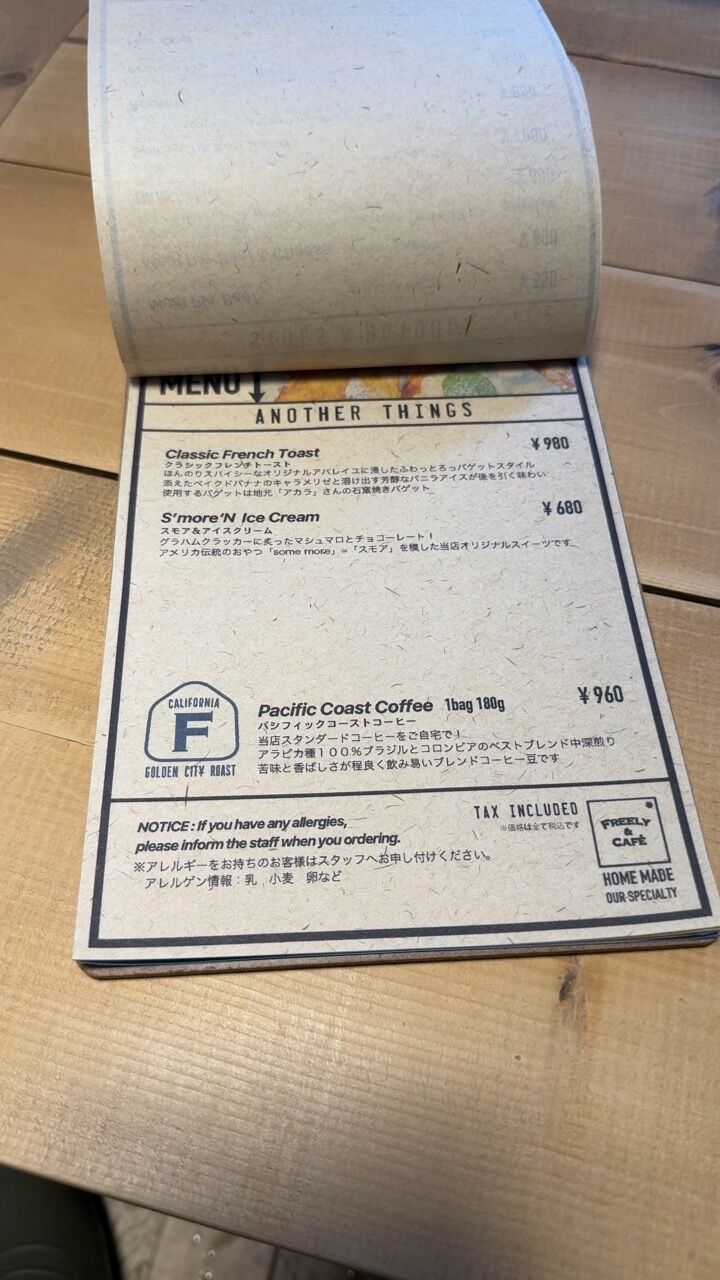 MENU
ANOTHER THINGS
Classic French Toast ¥980
クラシックフレンチトースト
ほんのりスパイシーなオリジナルアパレイユに浸したふわっとろっバゲットスタイル
添えたベイクドバナナのキャラメリゼと溶け出す芳醇なバニラアイスが後を引く味わい
使用するバゲットは地元「アカラ」さんの石窯焼きバゲット
S'more'N Ice Cream ¥680
スモア＆アイスクリーム
グラハムクラッカーに炙ったマシュマロとチョコーレート！
アメリカ伝統のおやつ「some more」=「スモア」を模した当店オリジナルスイーツです
CALIFORNIA
F
GOLDEN CITY ROAST
Pacific Coast Coffee 1bag 180g ¥960
パシフィックコーストコーヒー
当店スタンダードコーヒーをご自宅で！
アラビカ種１００％ブラジルとコロンビアのベストブレンド中深煎り
苦味と香ばしさが程良く飲み易いブレンドコーヒー豆です
NOTICE : If you have any allergies,
please inform the staff when you ordering.
※アレルギーをお持ちのお客様はスタッフへお申し付けください。
アレルゲン情報：乳 小麦 卵など
TAX INCLUDED
※価格は全て税込です
FREELY
&
CAFÉ
HOME MADE
OUR·SPECIALTY